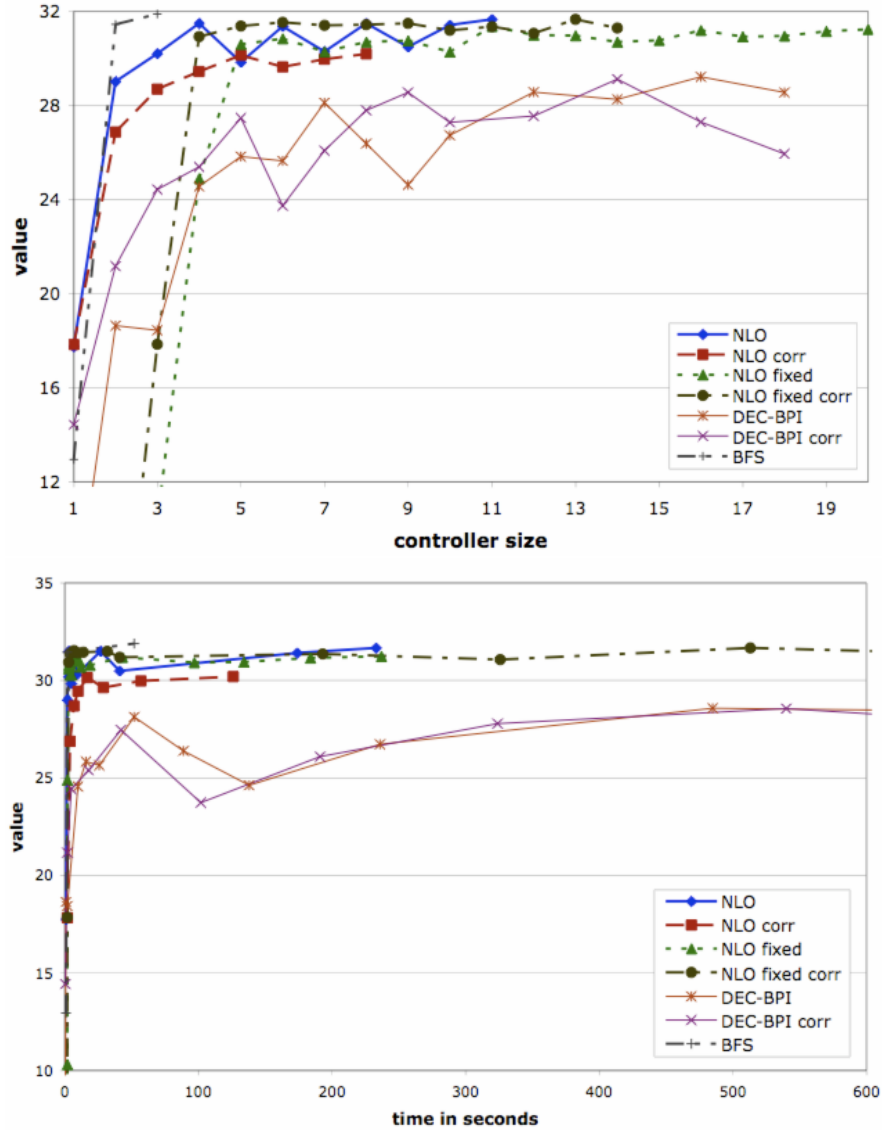 32
28
24
20
16
12
value
1 3 5 7 9 11 13 15 17 19
controller size
NLO
NLO corr
NLO fixed
NLO fixed corr
DEC-BPI
DEC-BPI corr
BFS
35
30
25
20
15
10
value
0 100 200 300 400 500 600
time in seconds
NLO
NLO corr
NLO fixed
NLO fixed corr
DEC-BPI
DEC-BPI corr
BFS